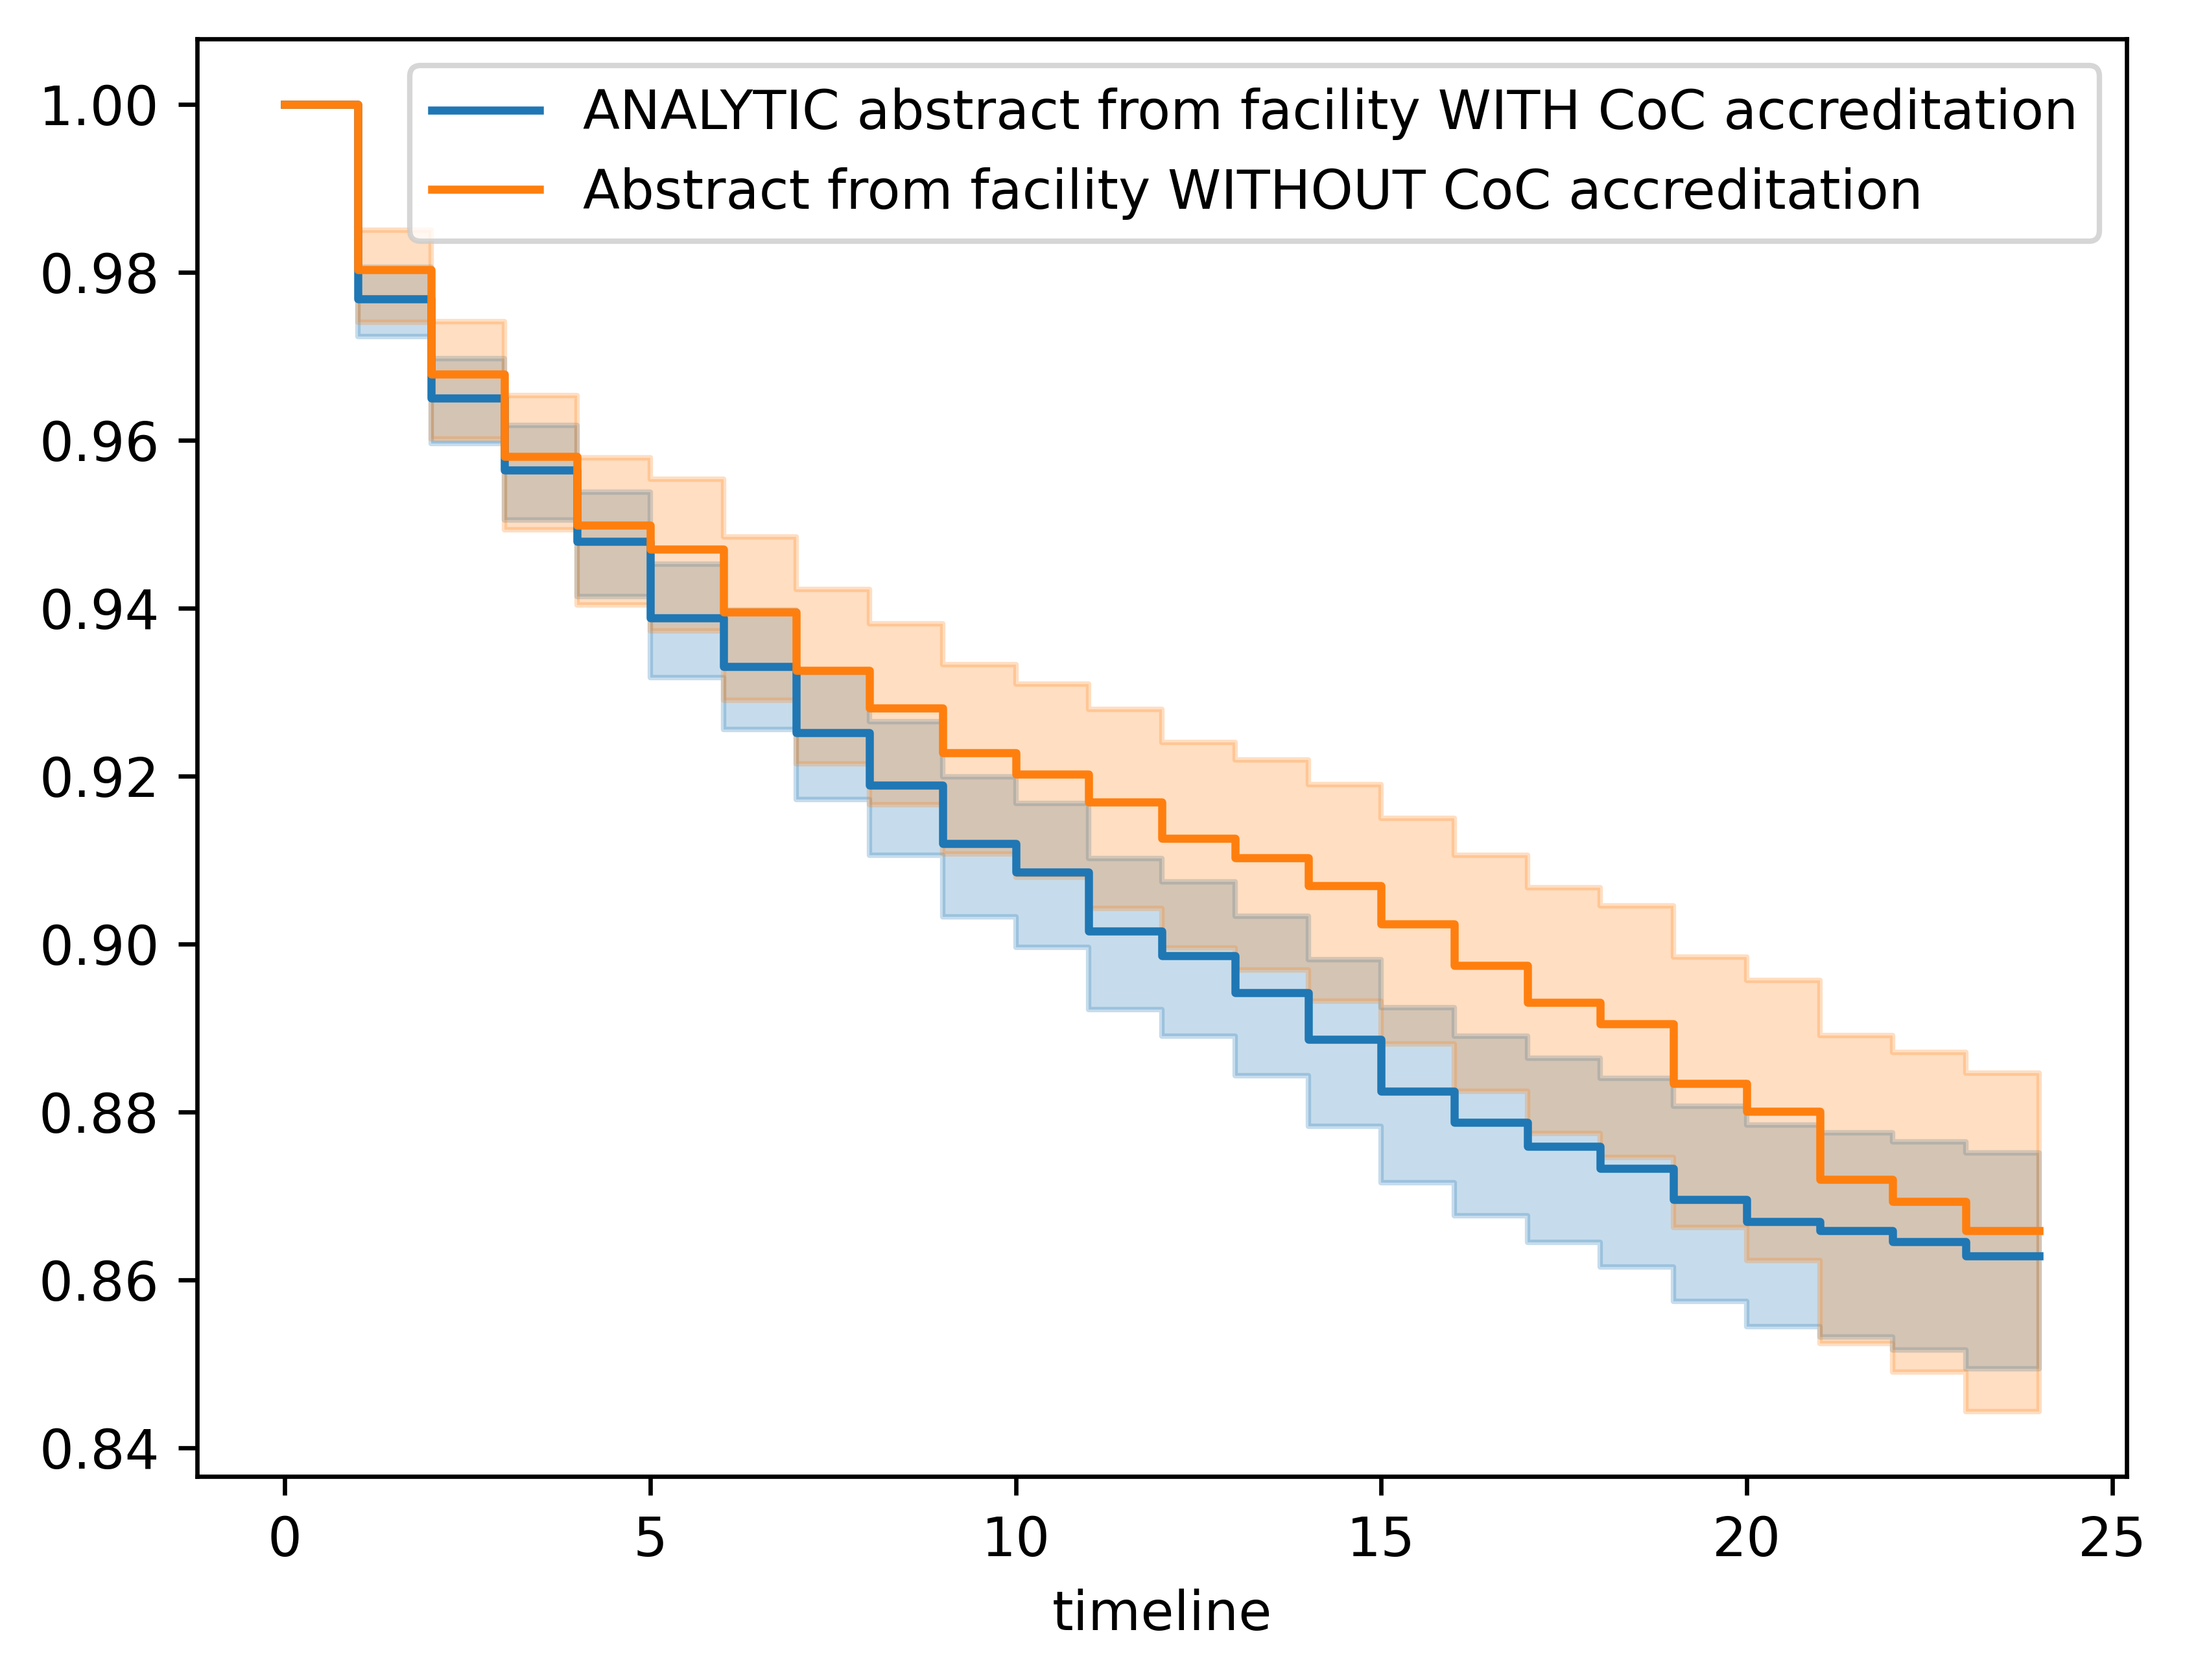 ANALYTIC abstract from facility WITH CoC accreditation
Abstract from facility WITHOUT CoC accreditation
1.00
0.98
0.96
0.94
0.92
0.90
0.88
0.86
0.84
0 5 10 15 20 25
timeline